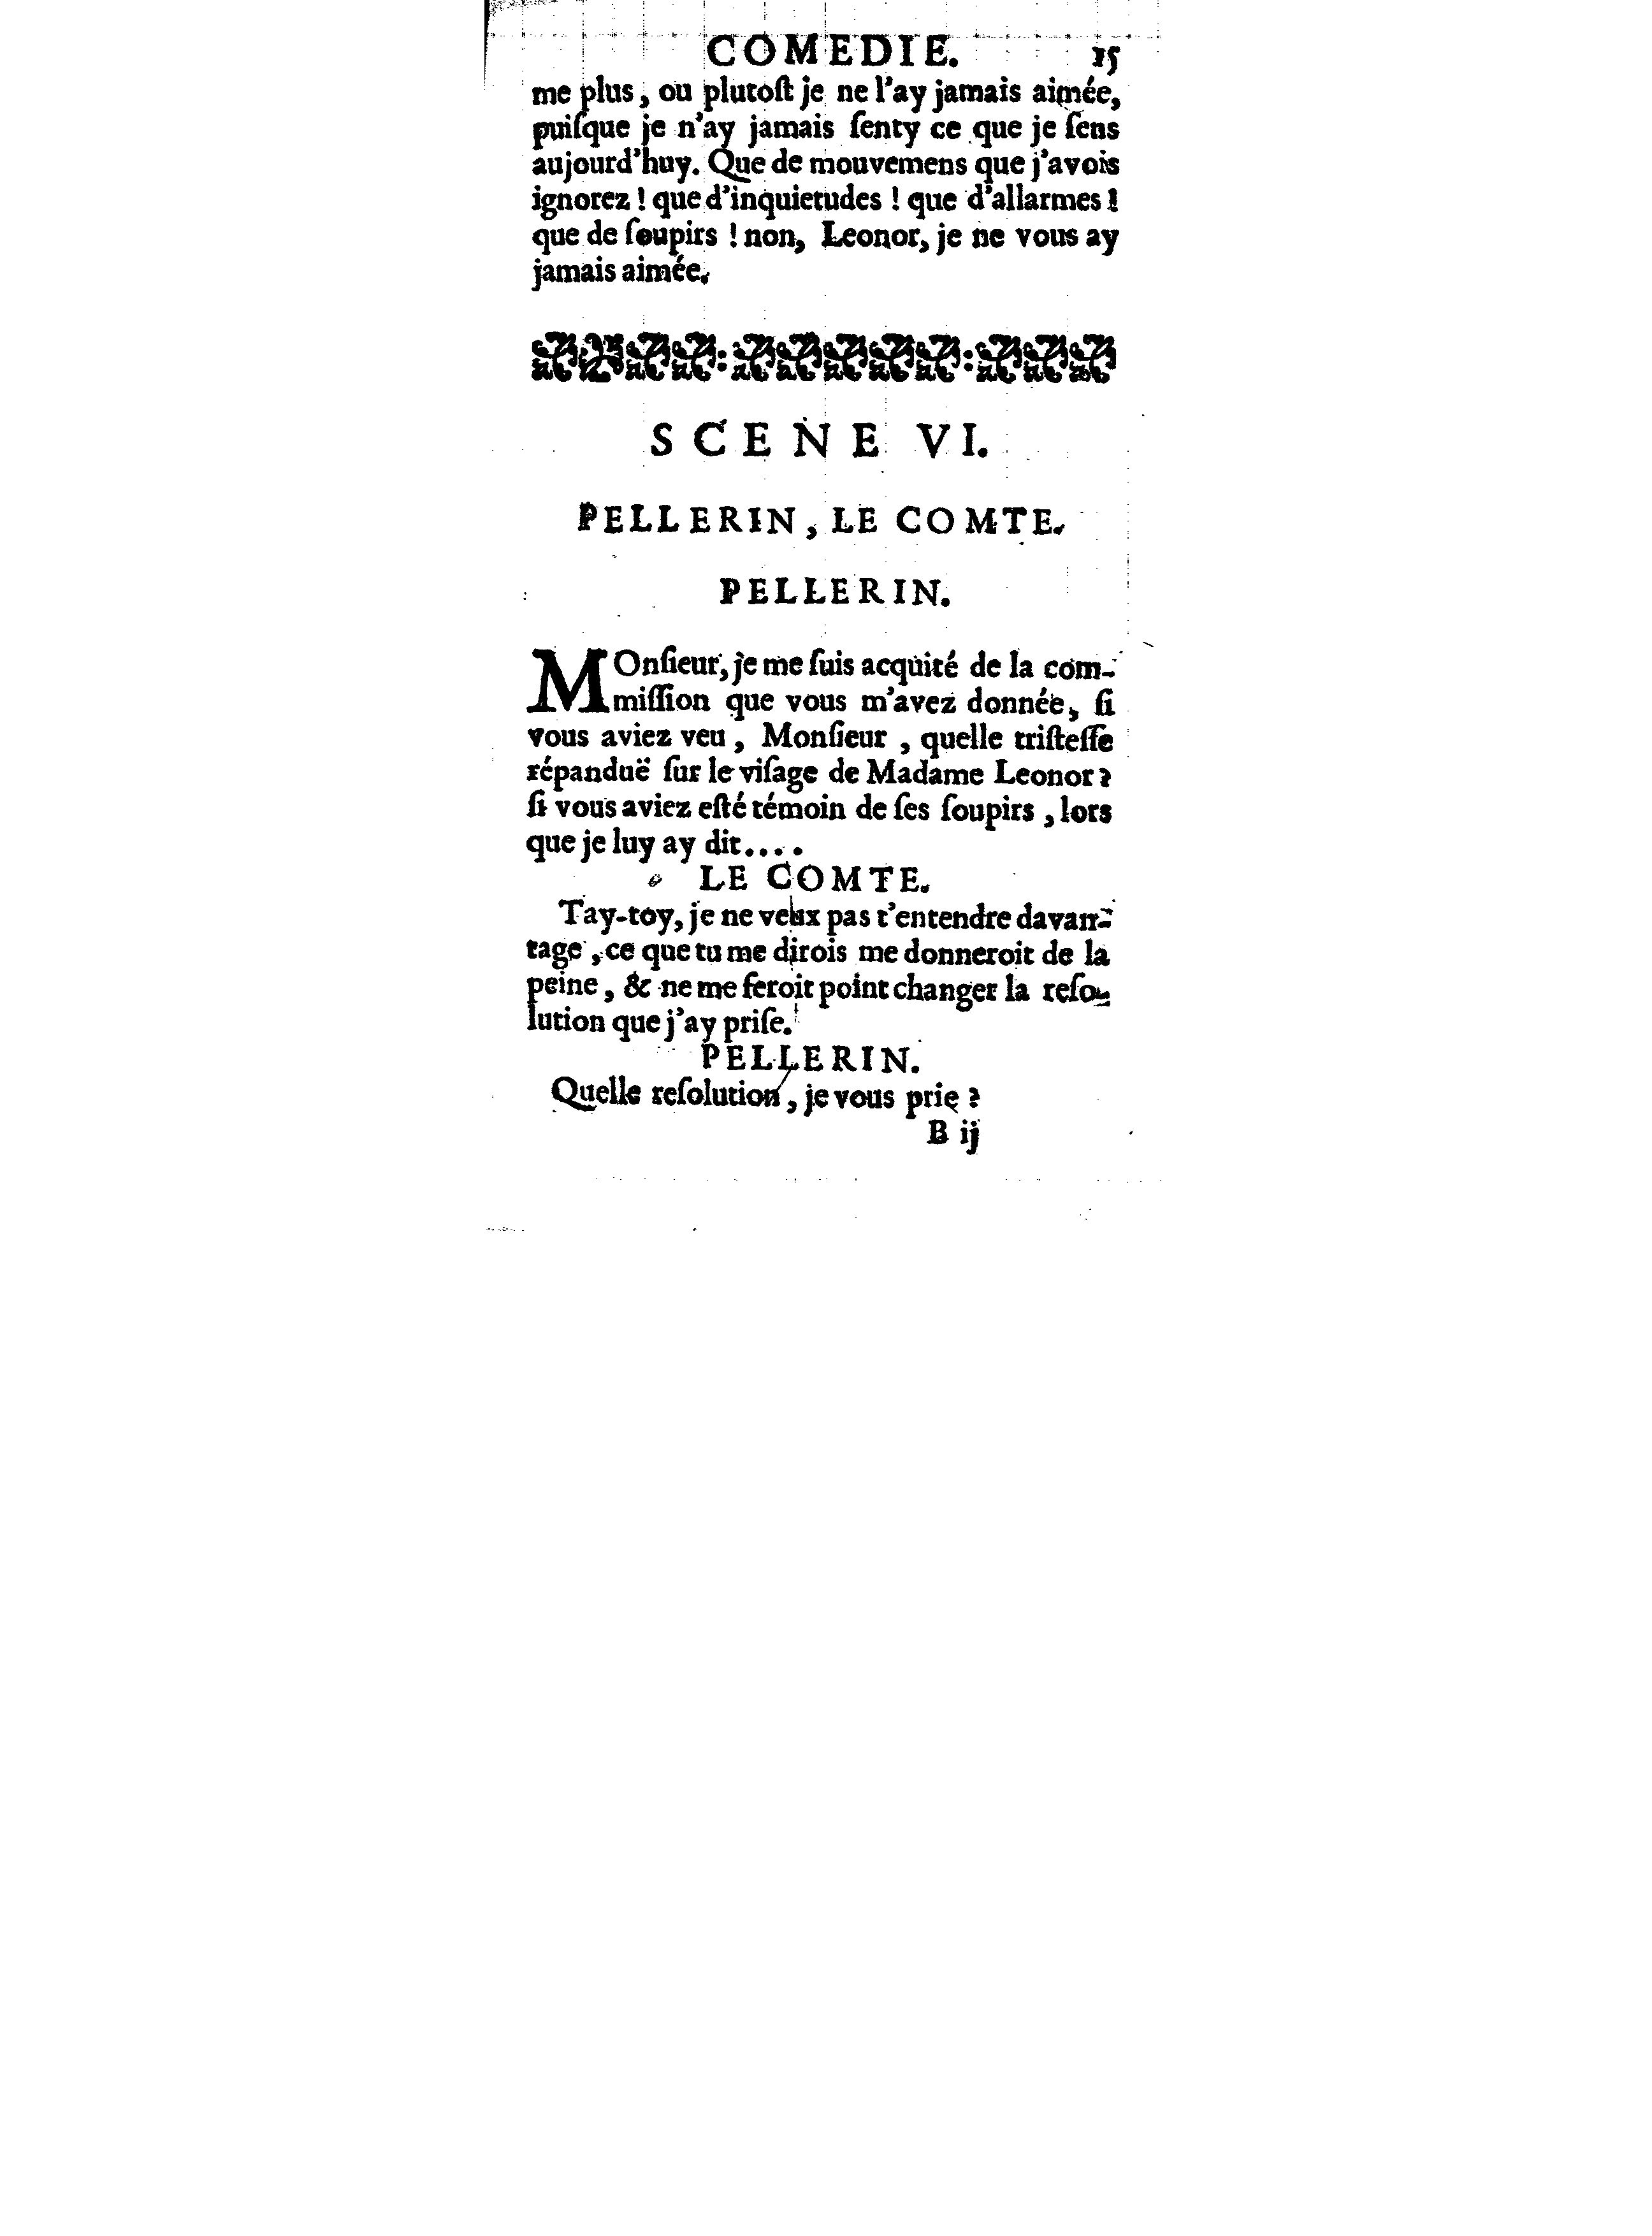 COMEDIE. 15
me plus, ou plutoſt je ne l'ay jamais aimée,
puiſque je n'ay jamais ſenty ce que je ſens
aujourd'huy. Que de mouvemens que j'avois
ignorez ! que d'inquietudes ! que d'allarmes !
que de ſoupirs ! non, Leonor, je ne vous ay
jamais aimée.
SCENE VI.
PELLERIN, LE COMTE.
PELLERIN.
MOnſieur, je me ſuis acquité de la com-
miſſion que vous m'avez donnée, ſi
vous aviez veu, Monſieur, quelle triſteſſe
répanduë ſur le viſage de Madame Leonor ?
ſi vous aviez eſté témoin de ſes ſoupirs, lors
que je luy ay dit....
LE COMTE.
Tay-toy, je ne veux pas t'entendre davan-
tage, ce que tu me dirois me donneroit de la
peine, & ne me feroit point changer la reſo-
lution que j'ay priſe.
PELLERIN.
Quelle reſolution, je vous prie ?
B ij